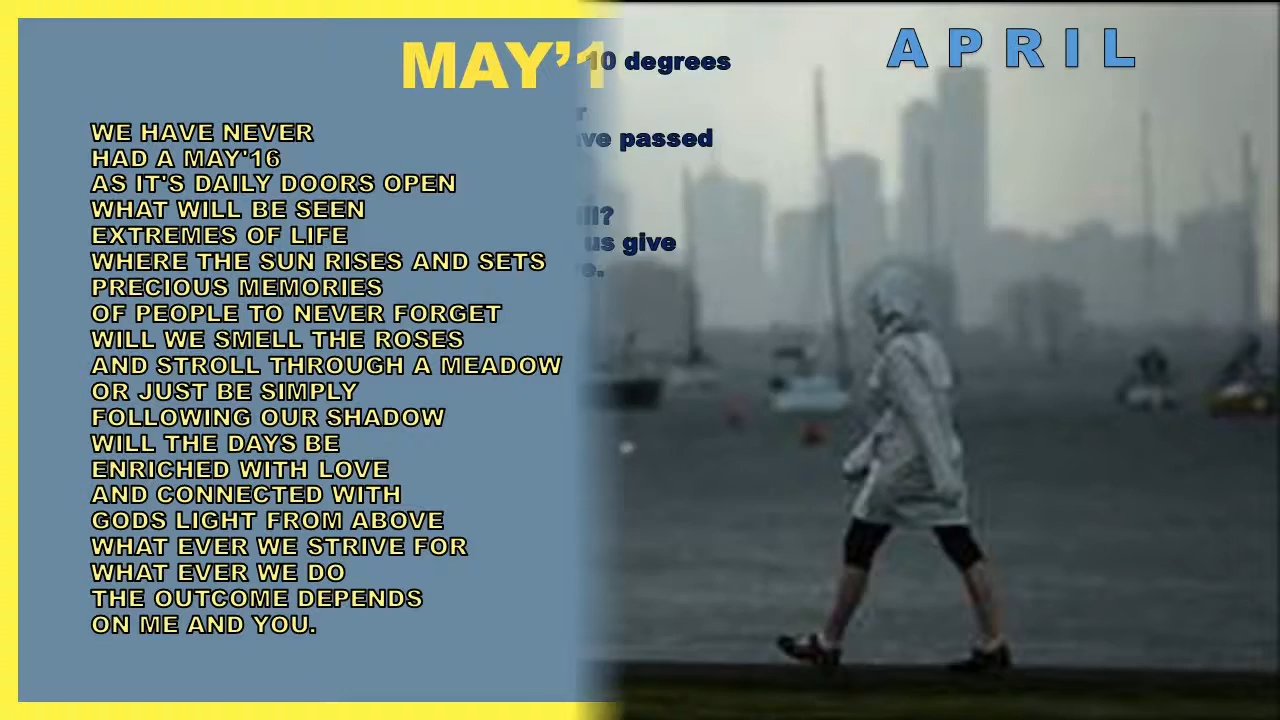 MAY'1
WE HAVE NEVER
HAD A MAY'16
AS IT'S DAILY DOORS OPEN
WHAT WILL BE SEEN
EXTREMES OF LIFE
WHERE THE SUN RISES AND SETS
PRECIOUS MEMORIES
OF PEOPLE TO NEVER FORGET
WILL WE SMELL THE ROSES
AND STROLL THROUGH A MEADOW
OR JUST BE SIMPLY
FOLLOWING OUR SHADOW
WILL THE DAYS BE
ENRICHED WITH LOVE
AND CONNECTED WITH
GODS LIGHT FROM ABOVE
WHAT EVER WE STRIVE FOR
WHAT EVER WE DO
THE OUTCOME DEPENDS
ON ME AND YOU.
APRIL
10 degrees
passed
us give